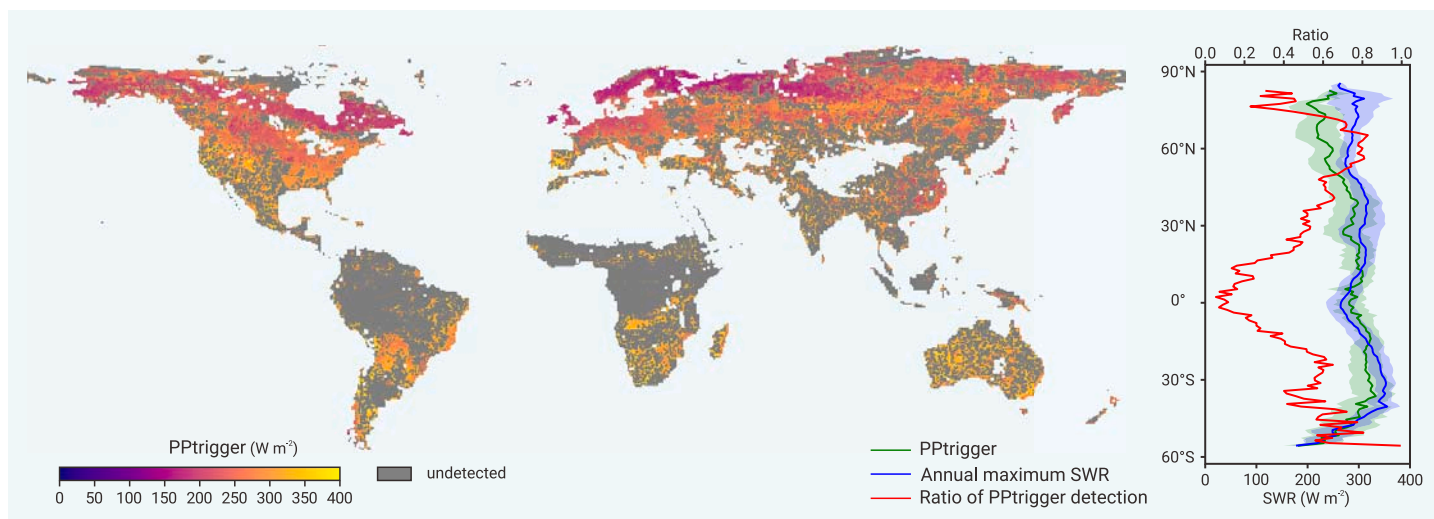 Ratio
0.0 0.2 0.4 0.6 0.8 1.0
90°N
60°N
30°N
0°
30°S
60°S
0 100 200 300 400
SWR (W m⁻²)
PPtrigger (W m⁻²)
0 50 100 150 200 250 300 350 400
undetected
PPtrigger
Annual maximum SWR
Ratio of PPtrigger detection